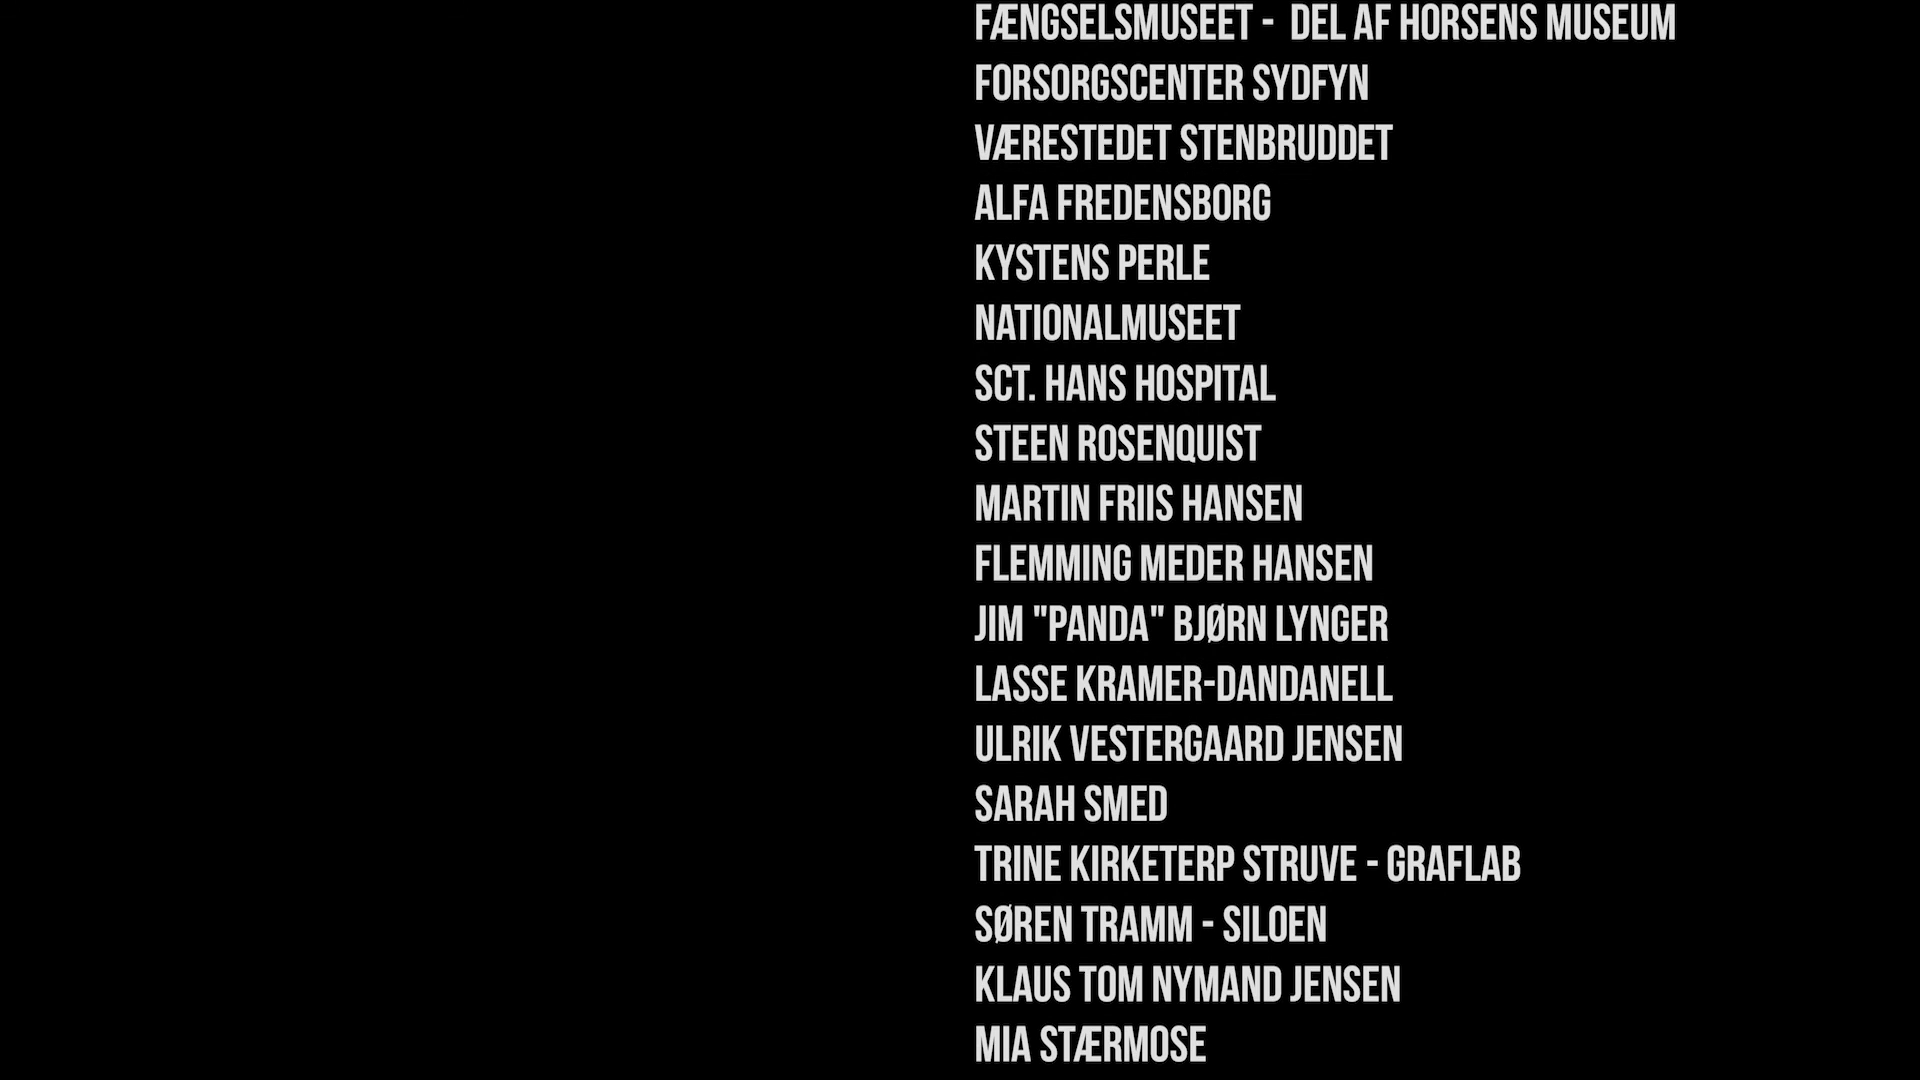 FÆNGSELSMUSEET -  DEL AF HORSENS MUSEUM
FORSORGSCENTER SYDFYN
VÆRESTEDET STENBRUDDET
ALFA FREDENSBORG
KYSTENS PERLE
NATIONALMUSEET
SCT. HANS HOSPITAL
STEEN ROSENQUIST
MARTIN FRIIS HANSEN
FLEMMING MEDER HANSEN
JIM "PANDA" BJØRN LYNGER
LASSE KRAMER-DANDANELL
ULRIK VESTERGAARD JENSEN
SARAH SMED
TRINE KIRKETERP STRUVE - GRAFLAB
SØREN TRAMM - SILOEN
KLAUS TOM NYMAND JENSEN
MIA STÆRMOSE